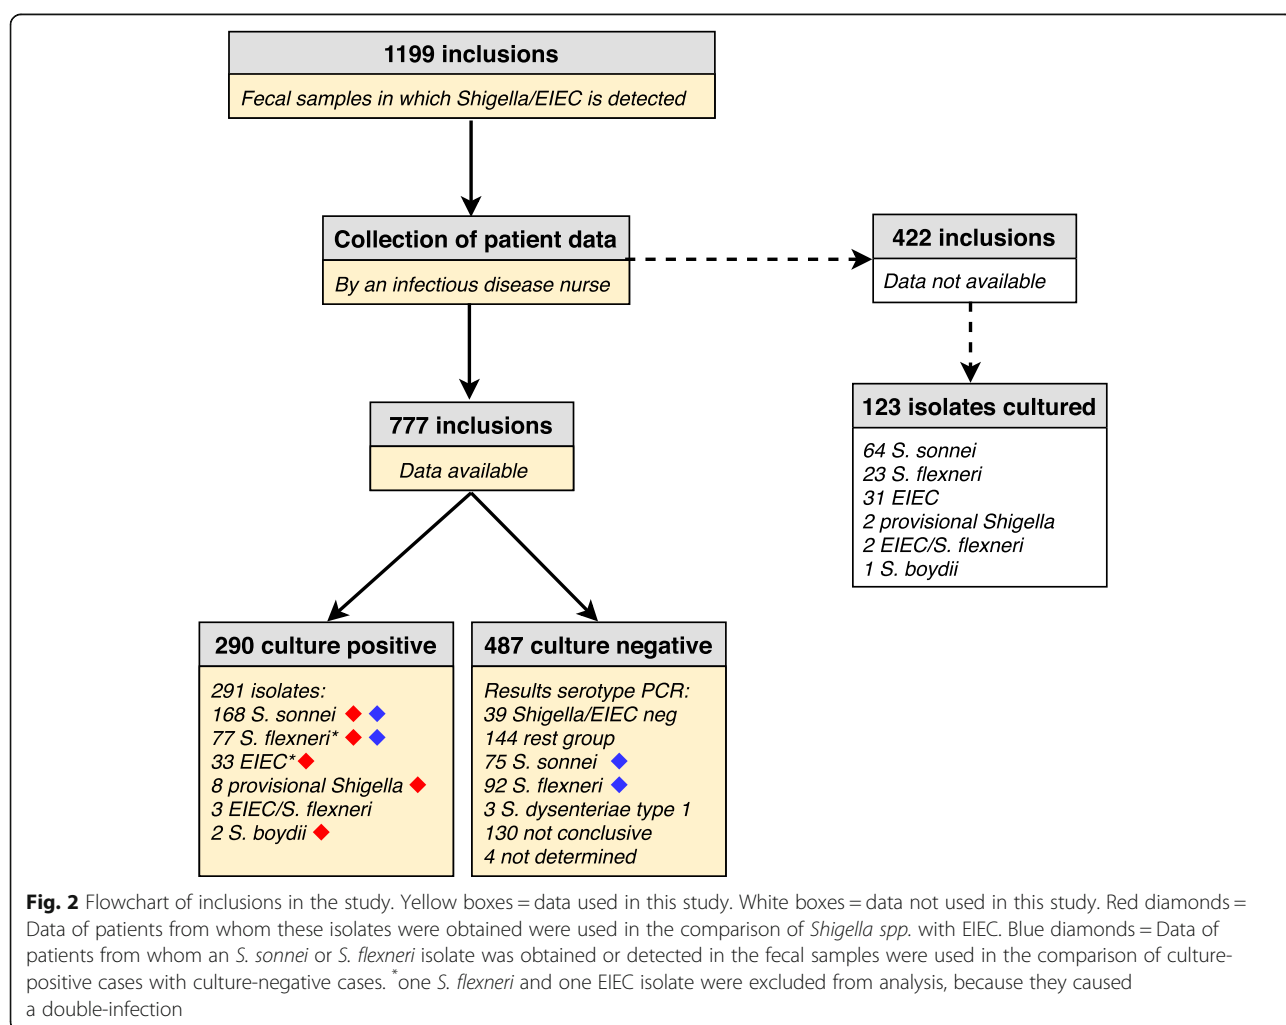 1199 inclusions
Fecal samples in which Shigella/EIEC is detected
Collection of patient data
By an infectious disease nurse
422 inclusions
Data not available
123 isolates cultured
64 S. sonnei
23 S. flexneri
31 EIEC
2 provisional Shigella
2 EIEC/S. flexneri
1 S. boydii
777 inclusions
Data available
290 culture positive
291 isolates:
168 S. sonnei
77 S. flexneri*
33 EIEC*
8 provisional Shigella
3 EIEC/S. flexneri
2 S. boydii
487 culture negative
Results serotype PCR:
39 Shigella/EIEC neg
144 rest group
75 S. sonnei
92 S. flexneri
3 S. dysenteriae type 1
130 not conclusive
4 not determined
Fig. 2 Flowchart of inclusions in the study. Yellow boxes = data used in this study. White boxes = data not used in this study. Red diamonds =
Data of patients from whom these isolates were obtained were used in the comparison of Shigella spp. with EIEC. Blue diamonds = Data of
patients from whom an S. sonnei or S. flexneri isolate was obtained or detected in the fecal samples were used in the comparison of culture-
positive cases with culture-negative cases. *one S. flexneri and one EIEC isolate were excluded from analysis, because they caused
a double-infection